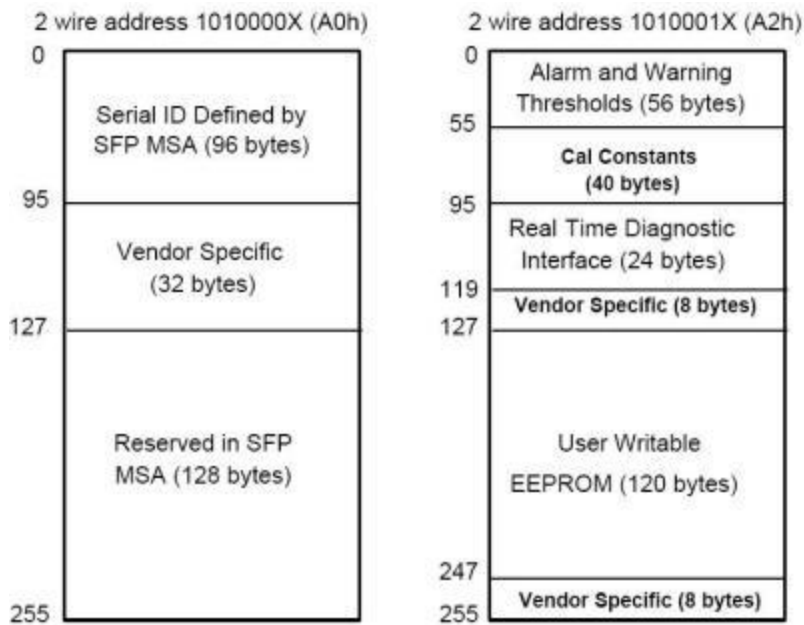 2 wire address 1010000X (A0h)
0
Serial ID Defined by
SFP MSA (96 bytes)
95
Vendor Specific
(32 bytes)
127
Reserved in SFP
MSA (128 bytes)
255
2 wire address 1010001X (A2h)
0
Alarm and Warning
Thresholds (56 bytes)
55
Cal Constants
(40 bytes)
95
Real Time Diagnostic
Interface (24 bytes)
119
Vendor Specific (8 bytes)
127
User Writable
EEPROM (120 bytes)
247
Vendor Specific (8 bytes)
255